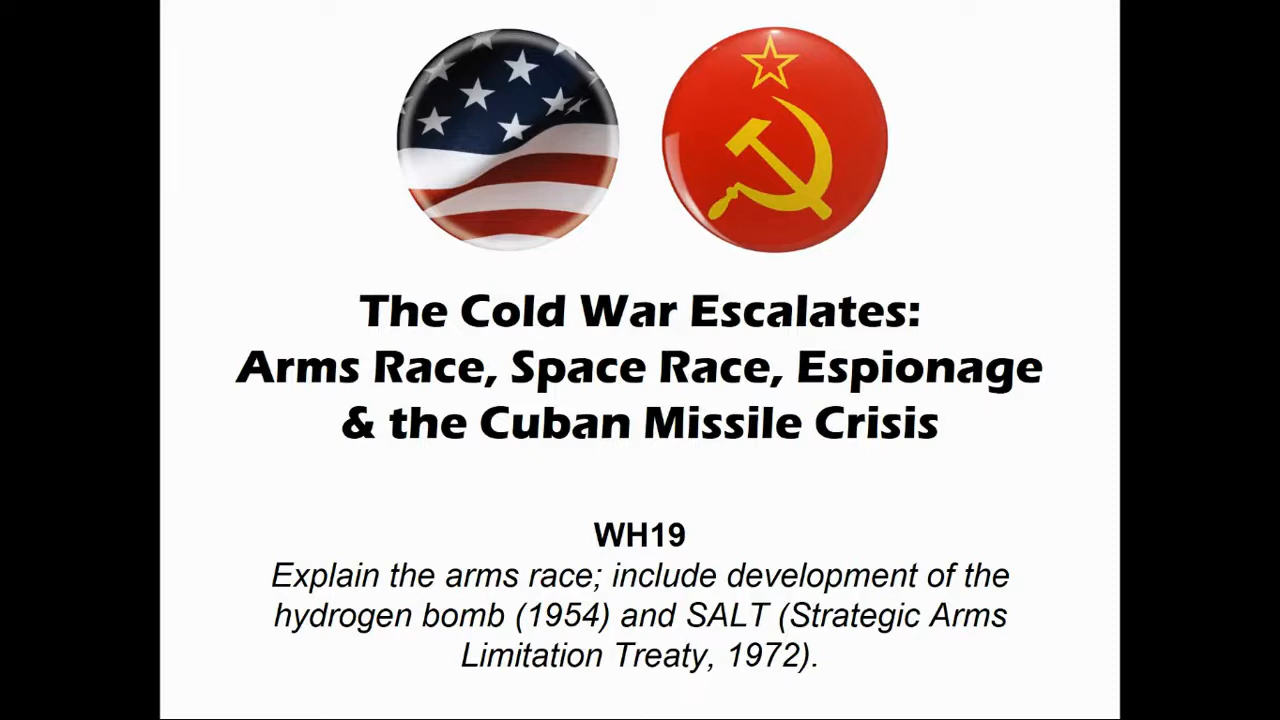 The Cold War Escalates:
Arms Race, Space Race, Espionage
& the Cuban Missile Crisis
WH19
Explain the arms race; include development of the
hydrogen bomb (1954) and SALT (Strategic Arms
Limitation Treaty, 1972).